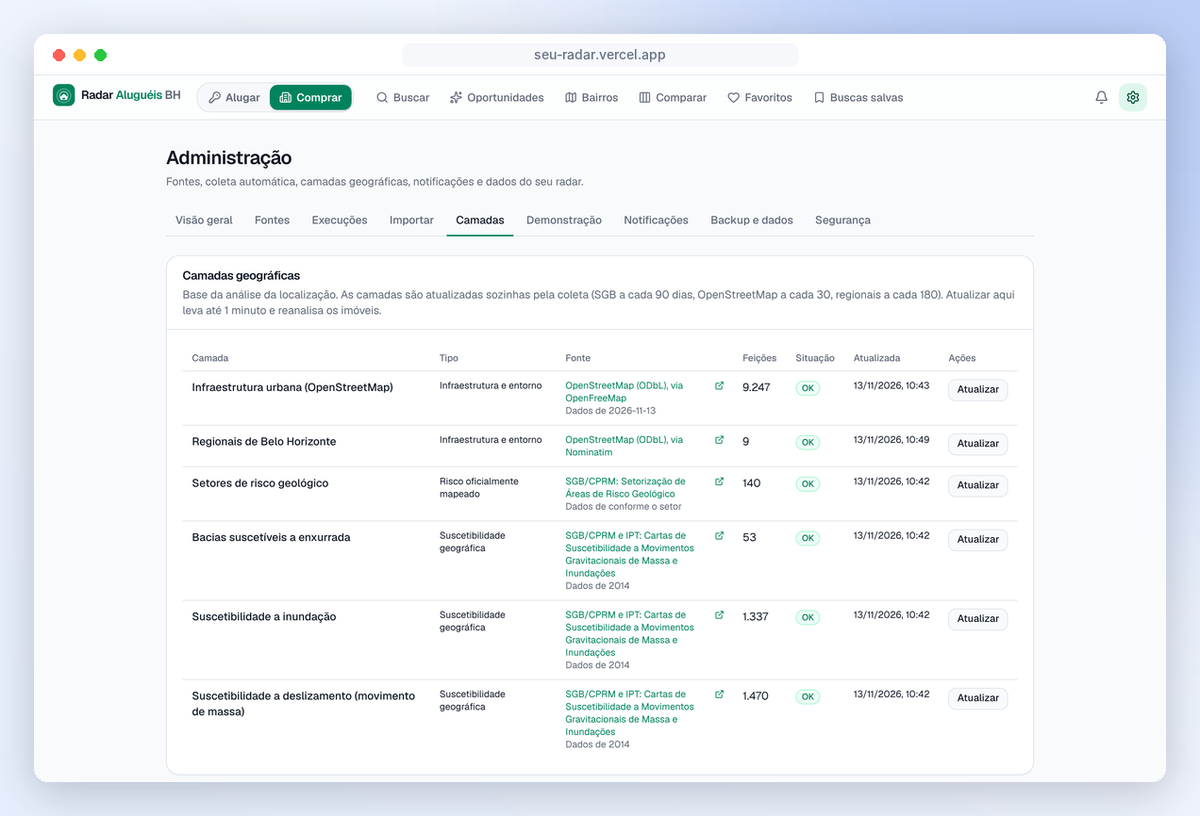 seu-radar.vercel.app
Radar Aluguéis BH
Alugar
Comprar
Buscar
Oportunidades
Bairros
Comparar
Favoritos
Buscas salvas
Administração
Fontes, coleta automática, camadas geográficas, notificações e dados do seu radar.
Visão geral
Fontes
Execuções
Importar
Camadas
Demonstração
Notificações
Backup e dados
Segurança
Camadas geográficas
Base da análise da localização. As camadas são atualizadas sozinhas pela coleta (SGB a cada 90 dias, OpenStreetMap a cada 30, regionais a cada 180). Atualizar aqui
leva até 1 minuto e reanalisa os imóveis.
Camada
Tipo
Fonte
Feições
Situação
Atualizada
Ações
Infraestrutura urbana (OpenStreetMap)
Infraestrutura e entorno
OpenStreetMap (ODbL), via
OpenFreeMap
Dados de 2026-11-13
9.247
OK
13/11/2026, 10:43
Atualizar
Regionais de Belo Horizonte
Infraestrutura e entorno
OpenStreetMap (ODbL), via
Nominatim
9
OK
13/11/2026, 10:49
Atualizar
Setores de risco geológico
Risco oficialmente
mapeado
SGB/CPRM: Setorização de
Áreas de Risco Geológico
Dados de conforme o setor
140
OK
13/11/2026, 10:42
Atualizar
Bacias suscetíveis a enxurrada
Suscetibilidade
geográfica
SGB/CPRM e IPT: Cartas de
Suscetibilidade a Movimentos
Gravitacionais de Massa e
Inundações
Dados de 2014
53
OK
13/11/2026, 10:42
Atualizar
Suscetibilidade a inundação
Suscetibilidade
geográfica
SGB/CPRM e IPT: Cartas de
Suscetibilidade a Movimentos
Gravitacionais de Massa e
Inundações
Dados de 2014
1.337
OK
13/11/2026, 10:42
Atualizar
Suscetibilidade a deslizamento (movimento
de massa)
Suscetibilidade
geográfica
SGB/CPRM e IPT: Cartas de
Suscetibilidade a Movimentos
Gravitacionais de Massa e
Inundações
Dados de 2014
1.470
OK
13/11/2026, 10:42
Atualizar